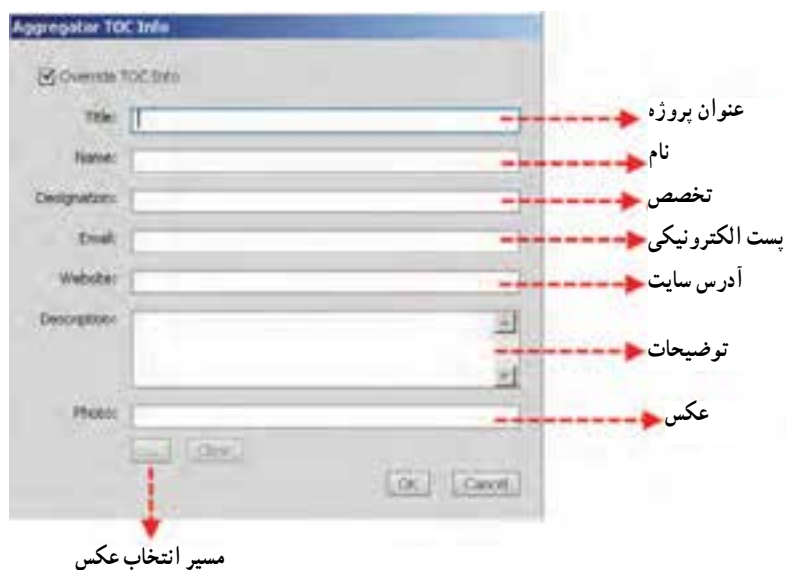 Aggregator TOC Info
Override TOC Info
Title: عنوان پروژه
Name: نام
Designation: تخصص
Email: پست الکترونیکی
Website: آدرس سایت
Description: توضیحات
Photo: عکس
... Clear
OK Cancel
مسیر انتخاب عکس